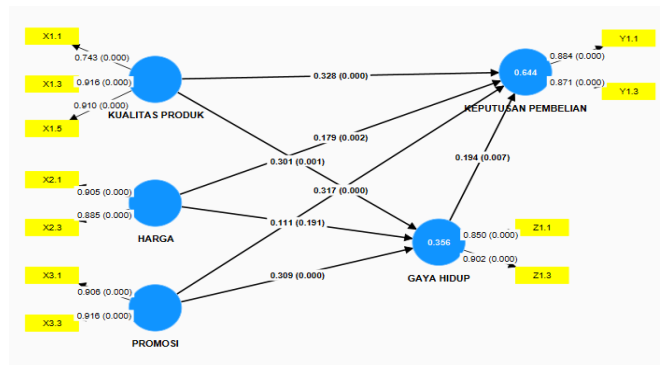 X1.1
0.743 (0.000)
X1.3
0.916 (0.000)
0.910 (0.000)
X1.5
KUALITAS PRODUK
X2.1
0.905 (0.000)
0.885 (0.000)
X2.3
HARGA
X3.1
0.906 (0.000)
0.916 (0.000)
X3.3
PROMOSI
0.328 (0.000)
0.179 (0.002)
0.301 (0.001)
0.317 (0.000)
0.111 (0.191)
0.309 (0.000)
0.194 (0.007)
0.644
KEPUTUSAN PEMBELIAN
0.884 (0.000)
Y1.1
0.871 (0.000)
Y1.3
0.356
GAYA HIDUP
0.850 (0.000)
Z1.1
0.902 (0.000)
Z1.3